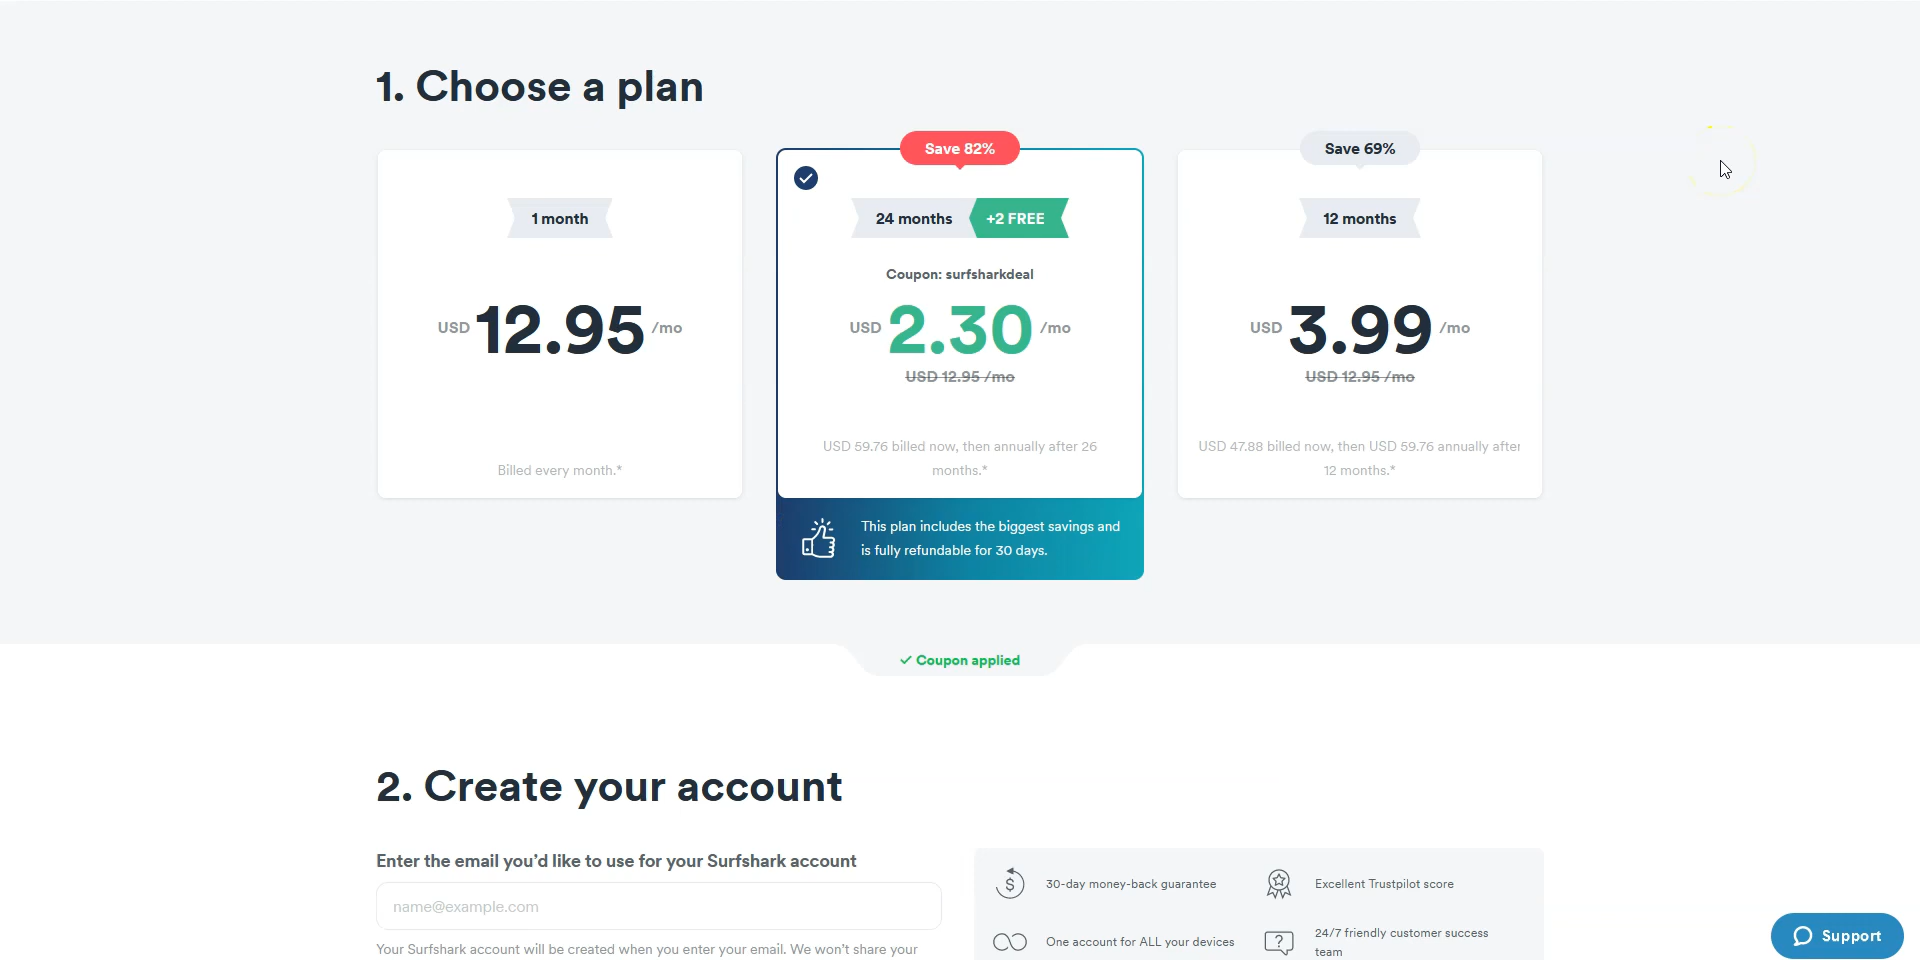 1. Choose a plan
1 month
USD 12.95 /mo
Billed every month.*
Save 82%
24 months +2 FREE
Coupon: surfsharkdeal
USD 2.30 /mo
USD 12.95 /mo
USD 59.76 billed now, then annually after 26
months.*
This plan includes the biggest savings and
is fully refundable for 30 days.
Save 69%
12 months
USD 3.99 /mo
USD 12.95 /mo
USD 47.88 billed now, then USD 59.76 annually after
12 months.*
Coupon applied
2. Create your account
Enter the email you’d like to use for your Surfshark account
name@example.com
Your Surfshark account will be created when you enter your email. We won’t share your
30-day money-back guarantee
Excellent Trustpilot score
One account for ALL your devices
24/7 friendly customer success
team
Support